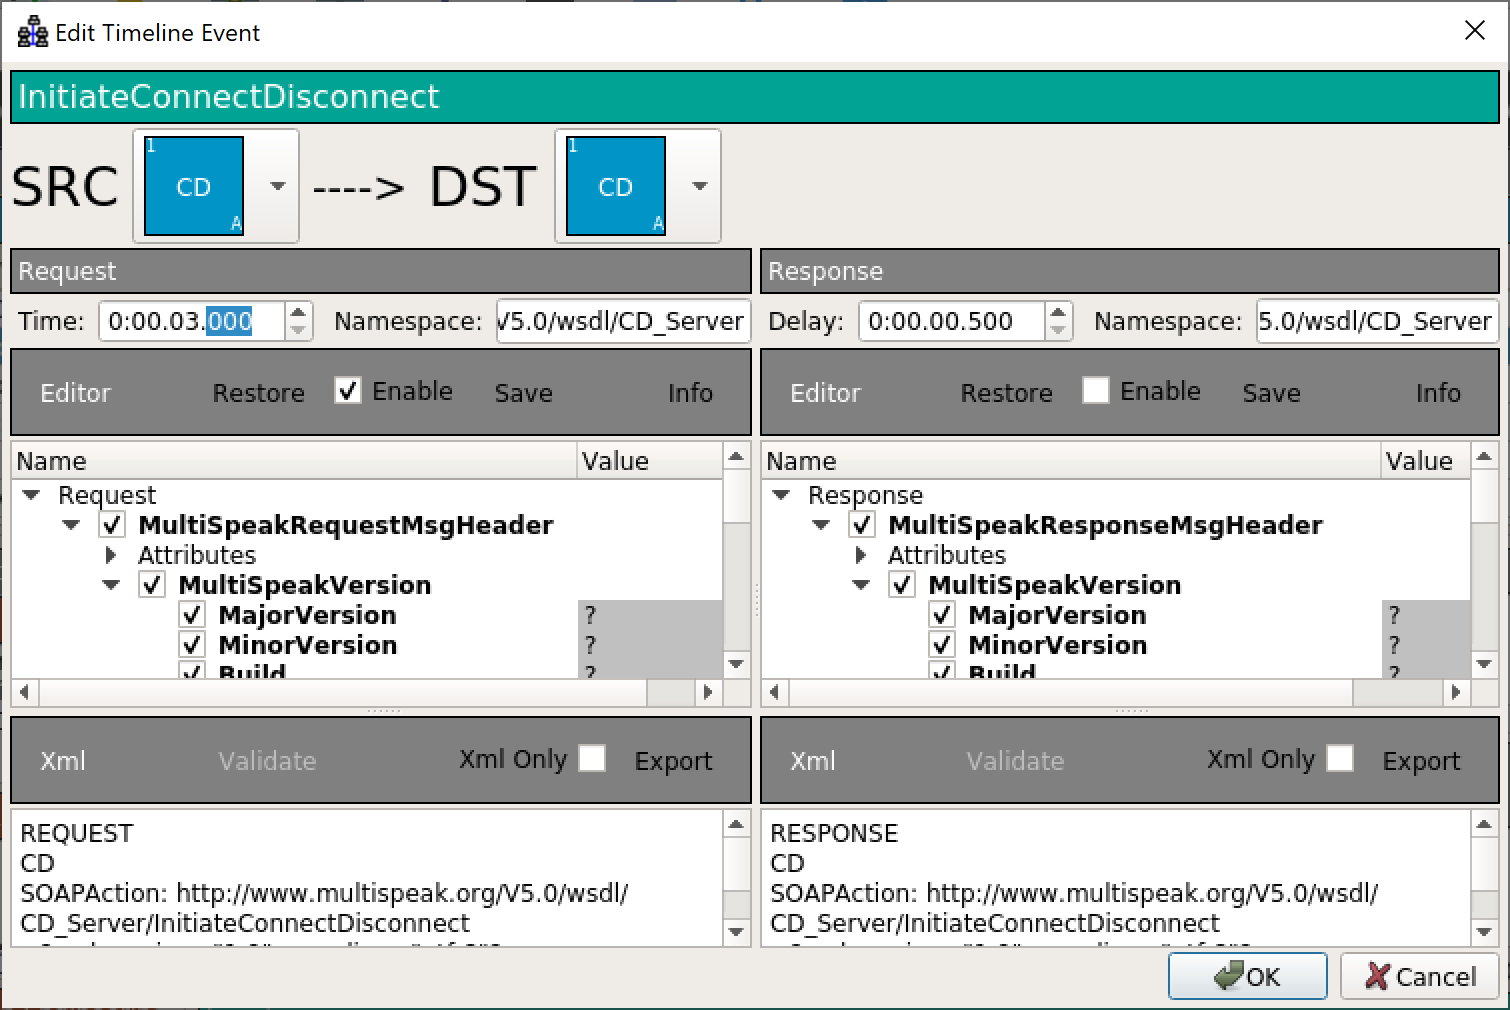 Edit Timeline Event
InitiateConnectDisconnect
SRC 1 CD A ----> DST 1 CD A
Request
Time: 0:00.03.000 Namespace: V5.0/wsdl/CD_Server
Editor Restore Enable Save Info
Name Value
Request
MultiSpeakRequestMsgHeader
Attributes
MultiSpeakVersion
MajorVersion ?
MinorVersion ?
Build ?
Xml Validate Xml Only Export
REQUEST
CD
SOAPAction: http://www.multispeak.org/V5.0/wsdl/
CD_Server/InitiateConnectDisconnect
Response
Delay: 0:00.00.500 Namespace: 5.0/wsdl/CD_Server
Editor Restore Enable Save Info
Name Value
Response
MultiSpeakResponseMsgHeader
Attributes
MultiSpeakVersion
MajorVersion ?
MinorVersion ?
Build ?
Xml Validate Xml Only Export
RESPONSE
CD
SOAPAction: http://www.multispeak.org/V5.0/wsdl/
CD_Server/InitiateConnectDisconnect
OK Cancel